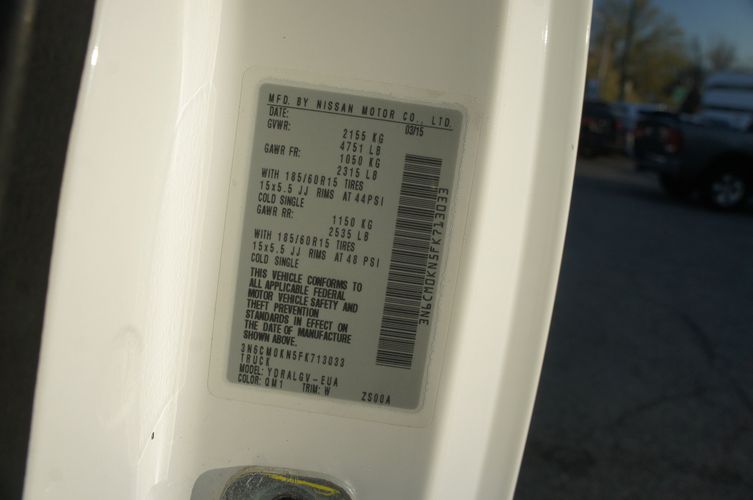 MFD. BY NISSAN MOTOR CO., LTD.
DATE: 03/15
GVWR: 2155 KG
4751 LB
GAWR FR: 1050 KG
2315 LB
WITH 185/60R15 TIRES
15x5.5 JJ RIMS AT 44PSI
COLD SINGLE
GAWR RR: 1150 KG
2535 LB
WITH 185/60R15 TIRES
15x5.5 JJ RIMS AT 48 PSI
COLD SINGLE
THIS VEHICLE CONFORMS TO
ALL APPLICABLE FEDERAL
MOTOR VEHICLE SAFETY AND
THEFT PREVENTION
STANDARDS IN EFFECT ON
THE DATE OF MANUFACTURE
SHOWN ABOVE.
3N6CM0KN5FK713033
TRUCK
MODEL: YDRALGV-EUA
COLOR: QM1 TRIM: W ZS00A
3N6CM0KN5FK713033